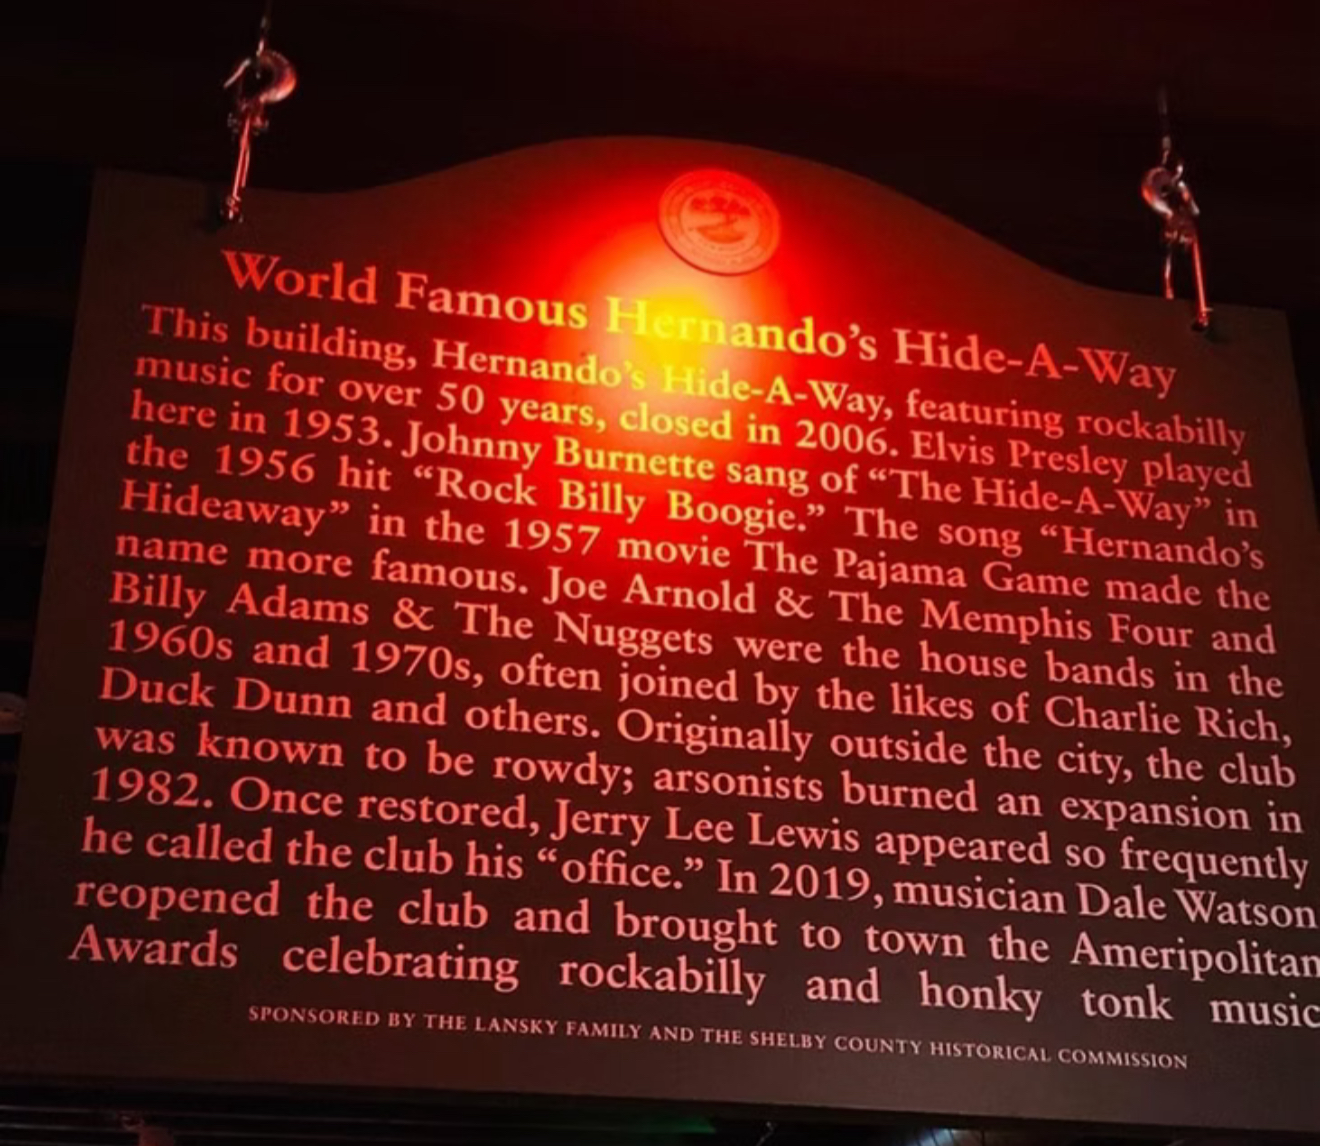 World Famous Hernando's Hide-A-Way
This building, Hernando's Hide-A-Way, featuring rockabilly
music for over 50 years, closed in 2006. Elvis Presley played
here in 1953. Johnny Burnette sang of “The Hide-A-Way” in
the 1956 hit “Rock Billy Boogie.” The song “Hernando’s
Hideaway” in the 1957 movie The Pajama Game made the
name more famous. Joe Arnold & The Memphis Four and
Billy Adams & The Nuggets were the house bands in the
1960s and 1970s, often joined by the likes of Charlie Rich,
Duck Dunn and others. Originally outside the city, the club
was known to be rowdy; arsonists burned an expansion in
1982. Once restored, Jerry Lee Lewis appeared so frequently
he called the club his “office.” In 2019, musician Dale Watson
reopened the club and brought to town the Ameripolitan
Awards celebrating rockabilly and honky tonk music
SPONSORED BY THE LANSKY FAMILY AND THE SHELBY COUNTY HISTORICAL COMMISSION